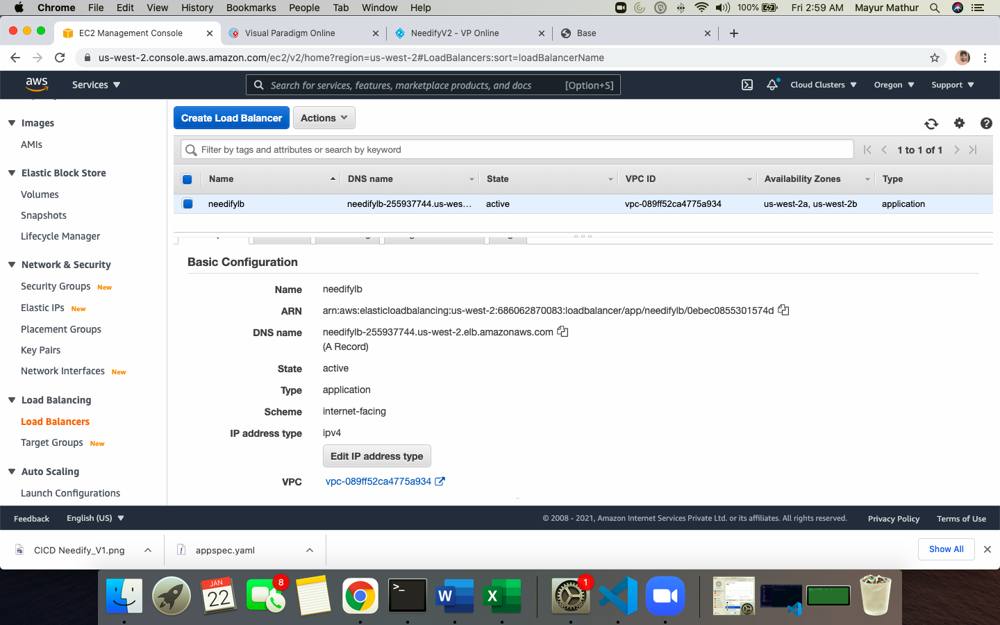 Chrome File Edit View History Bookmarks People Tab Window Help 100% Fri 2:59 AM Mayur Mathur
EC2 Management Console Visual Paradigm Online NeedifyV2 - VP Online Base
us-west-2.console.aws.amazon.com/ec2/v2/home?region=us-west-2#LoadBalancers:sort=loadBalancerName
aws Services Search for services, features, marketplace products, and docs [Option+S] Cloud Clusters Oregon Support
Images
AMIs
Elastic Block Store
Volumes
Snapshots
Lifecycle Manager
Network & Security
Security Groups New
Elastic IPs New
Placement Groups
Key Pairs
Network Interfaces New
Load Balancing
Load Balancers
Target Groups New
Auto Scaling
Launch Configurations
Create Load Balancer Actions
Filter by tags and attributes or search by keyword 1 to 1 of 1
Name DNS name State VPC ID Availability Zones Type
needifylb needifylb-255937744.us-wes... active vpc-089ff52ca4775a934 us-west-2a, us-west-2b application
Basic Configuration
Name needifylb
ARN arn:aws:elasticloadbalancing:us-west-2:686062870083:loadbalancer/app/needifylb/0ebec0855301574d
DNS name needifylb-255937744.us-west-2.elb.amazonaws.com
(A Record)
State active
Type application
Scheme internet-facing
IP address type ipv4
Edit IP address type
VPC vpc-089ff52ca4775a934
Feedback English (US) © 2008 - 2021, Amazon Internet Services Private Ltd. or its affiliates. All rights reserved. Privacy Policy Terms of Use
CICD Needify_V1.png appspec.yaml Show All
JAN
22
8
>_
W
X
1